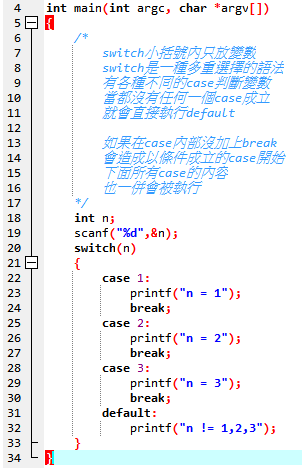 4 int main(int argc, char *argv[])
5 {
6 /*
7 switch小括號內只放變數
8 switch是一種多重選擇的語法
9 有各種不同的case判斷變數
10 當都沒有任何一個case成立
11 就會直接執行default
12
13 如果在case內部沒加上break
14 會造成以條件成立的case開始
15 下面所有case的內容
16 也一併會被執行
17 */
18 int n;
19 scanf("%d",&n);
20 switch(n)
21 {
22 case 1:
23 printf("n = 1");
24 break;
25 case 2:
26 printf("n = 2");
27 break;
28 case 3:
29 printf("n = 3");
30 break;
31 default:
32 printf("n != 1,2,3");
33 }
34 }